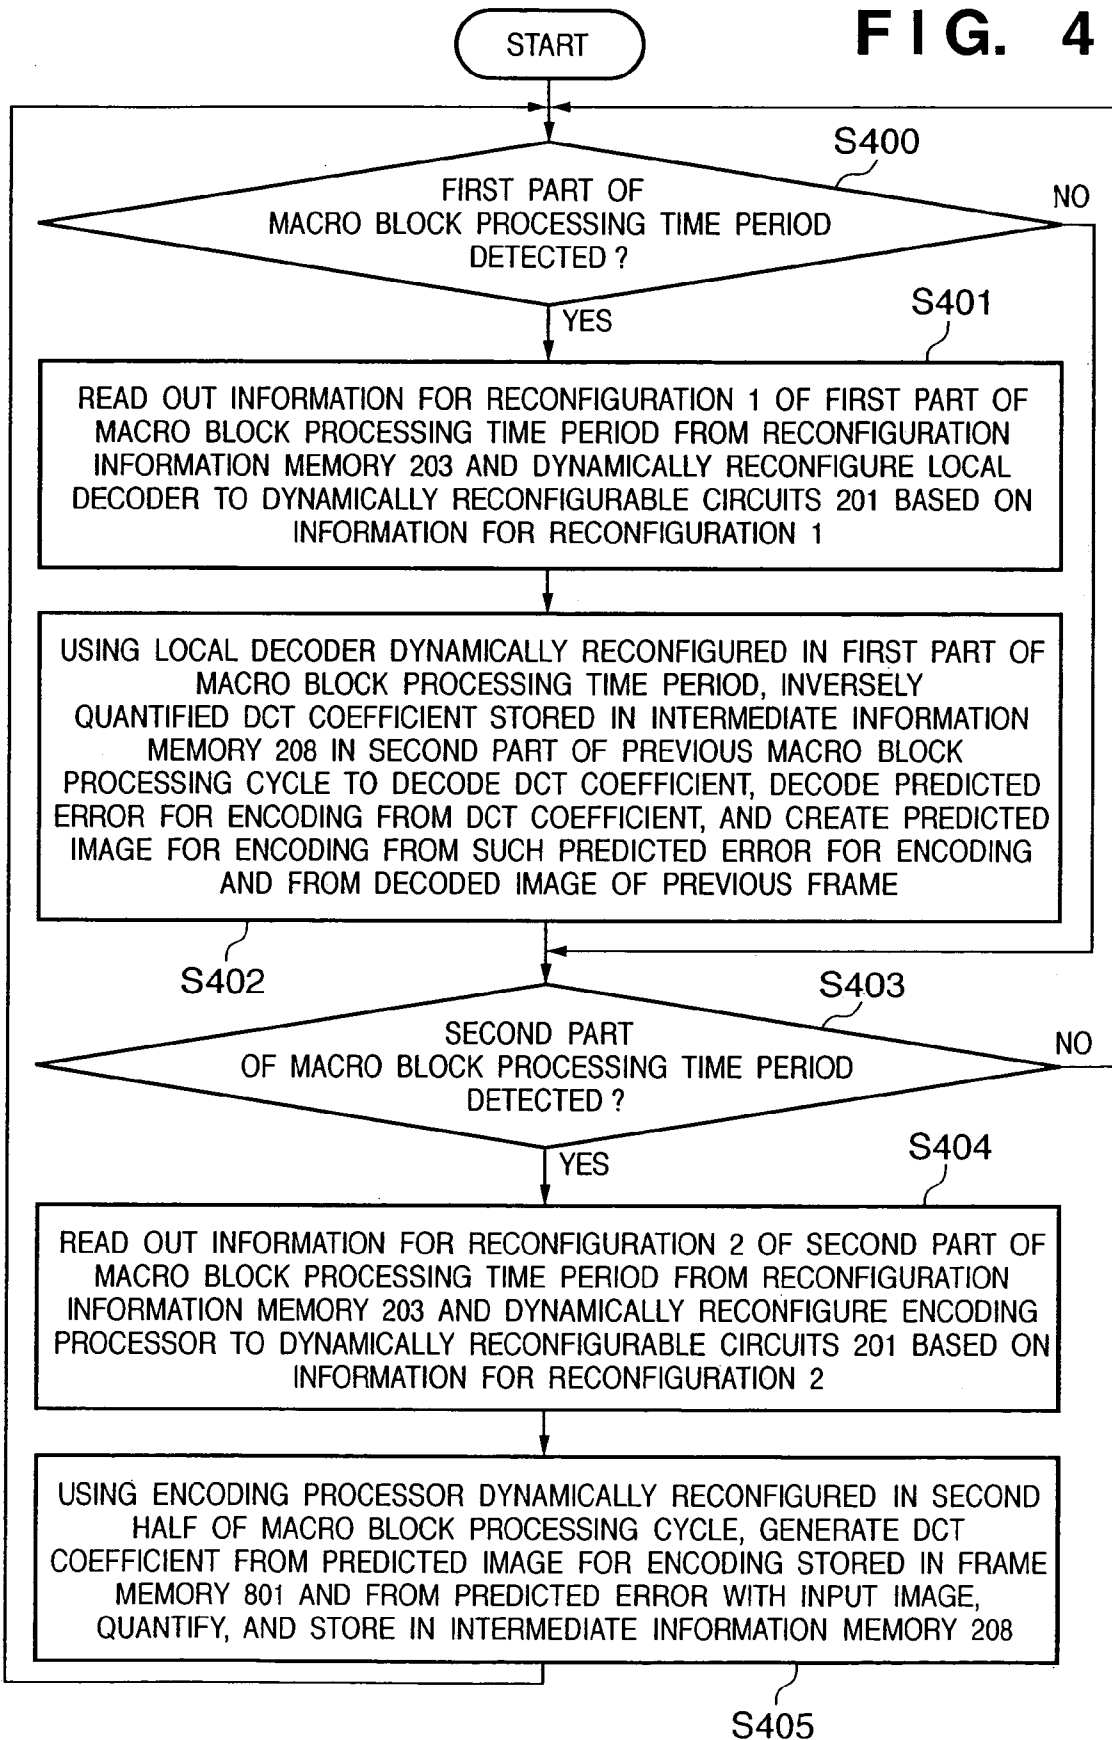 FIG. 4
START
S400
FIRST PART OF
MACRO BLOCK PROCESSING TIME PERIOD
DETECTED ?
NO
YES
S401
READ OUT INFORMATION FOR RECONFIGURATION 1 OF FIRST PART OF
MACRO BLOCK PROCESSING TIME PERIOD FROM RECONFIGURATION
INFORMATION MEMORY 203 AND DYNAMICALLY RECONFIGURE LOCAL
DECODER TO DYNAMICALLY RECONFIGURABLE CIRCUITS 201 BASED ON
INFORMATION FOR RECONFIGURATION 1
USING LOCAL DECODER DYNAMICALLY RECONFIGURED IN FIRST PART OF
MACRO BLOCK PROCESSING TIME PERIOD, INVERSELY
QUANTIFIED DCT COEFFICIENT STORED IN INTERMEDIATE INFORMATION
MEMORY 208 IN SECOND PART OF PREVIOUS MACRO BLOCK
PROCESSING CYCLE TO DECODE DCT COEFFICIENT, DECODE PREDICTED
ERROR FOR ENCODING FROM DCT COEFFICIENT, AND CREATE PREDICTED
IMAGE FOR ENCODING FROM SUCH PREDICTED ERROR FOR ENCODING
AND FROM DECODED IMAGE OF PREVIOUS FRAME
S402
S403
SECOND PART
OF MACRO BLOCK PROCESSING TIME PERIOD
DETECTED ?
NO
YES
S404
READ OUT INFORMATION FOR RECONFIGURATION 2 OF SECOND PART OF
MACRO BLOCK PROCESSING TIME PERIOD FROM RECONFIGURATION
INFORMATION MEMORY 203 AND DYNAMICALLY RECONFIGURE ENCODING
PROCESSOR TO DYNAMICALLY RECONFIGURABLE CIRCUITS 201 BASED ON
INFORMATION FOR RECONFIGURATION 2
USING ENCODING PROCESSOR DYNAMICALLY RECONFIGURED IN SECOND
HALF OF MACRO BLOCK PROCESSING CYCLE, GENERATE DCT
COEFFICIENT FROM PREDICTED IMAGE FOR ENCODING STORED IN FRAME
MEMORY 801 AND FROM PREDICTED ERROR WITH INPUT IMAGE,
QUANTIFY, AND STORE IN INTERMEDIATE INFORMATION MEMORY 208
S405